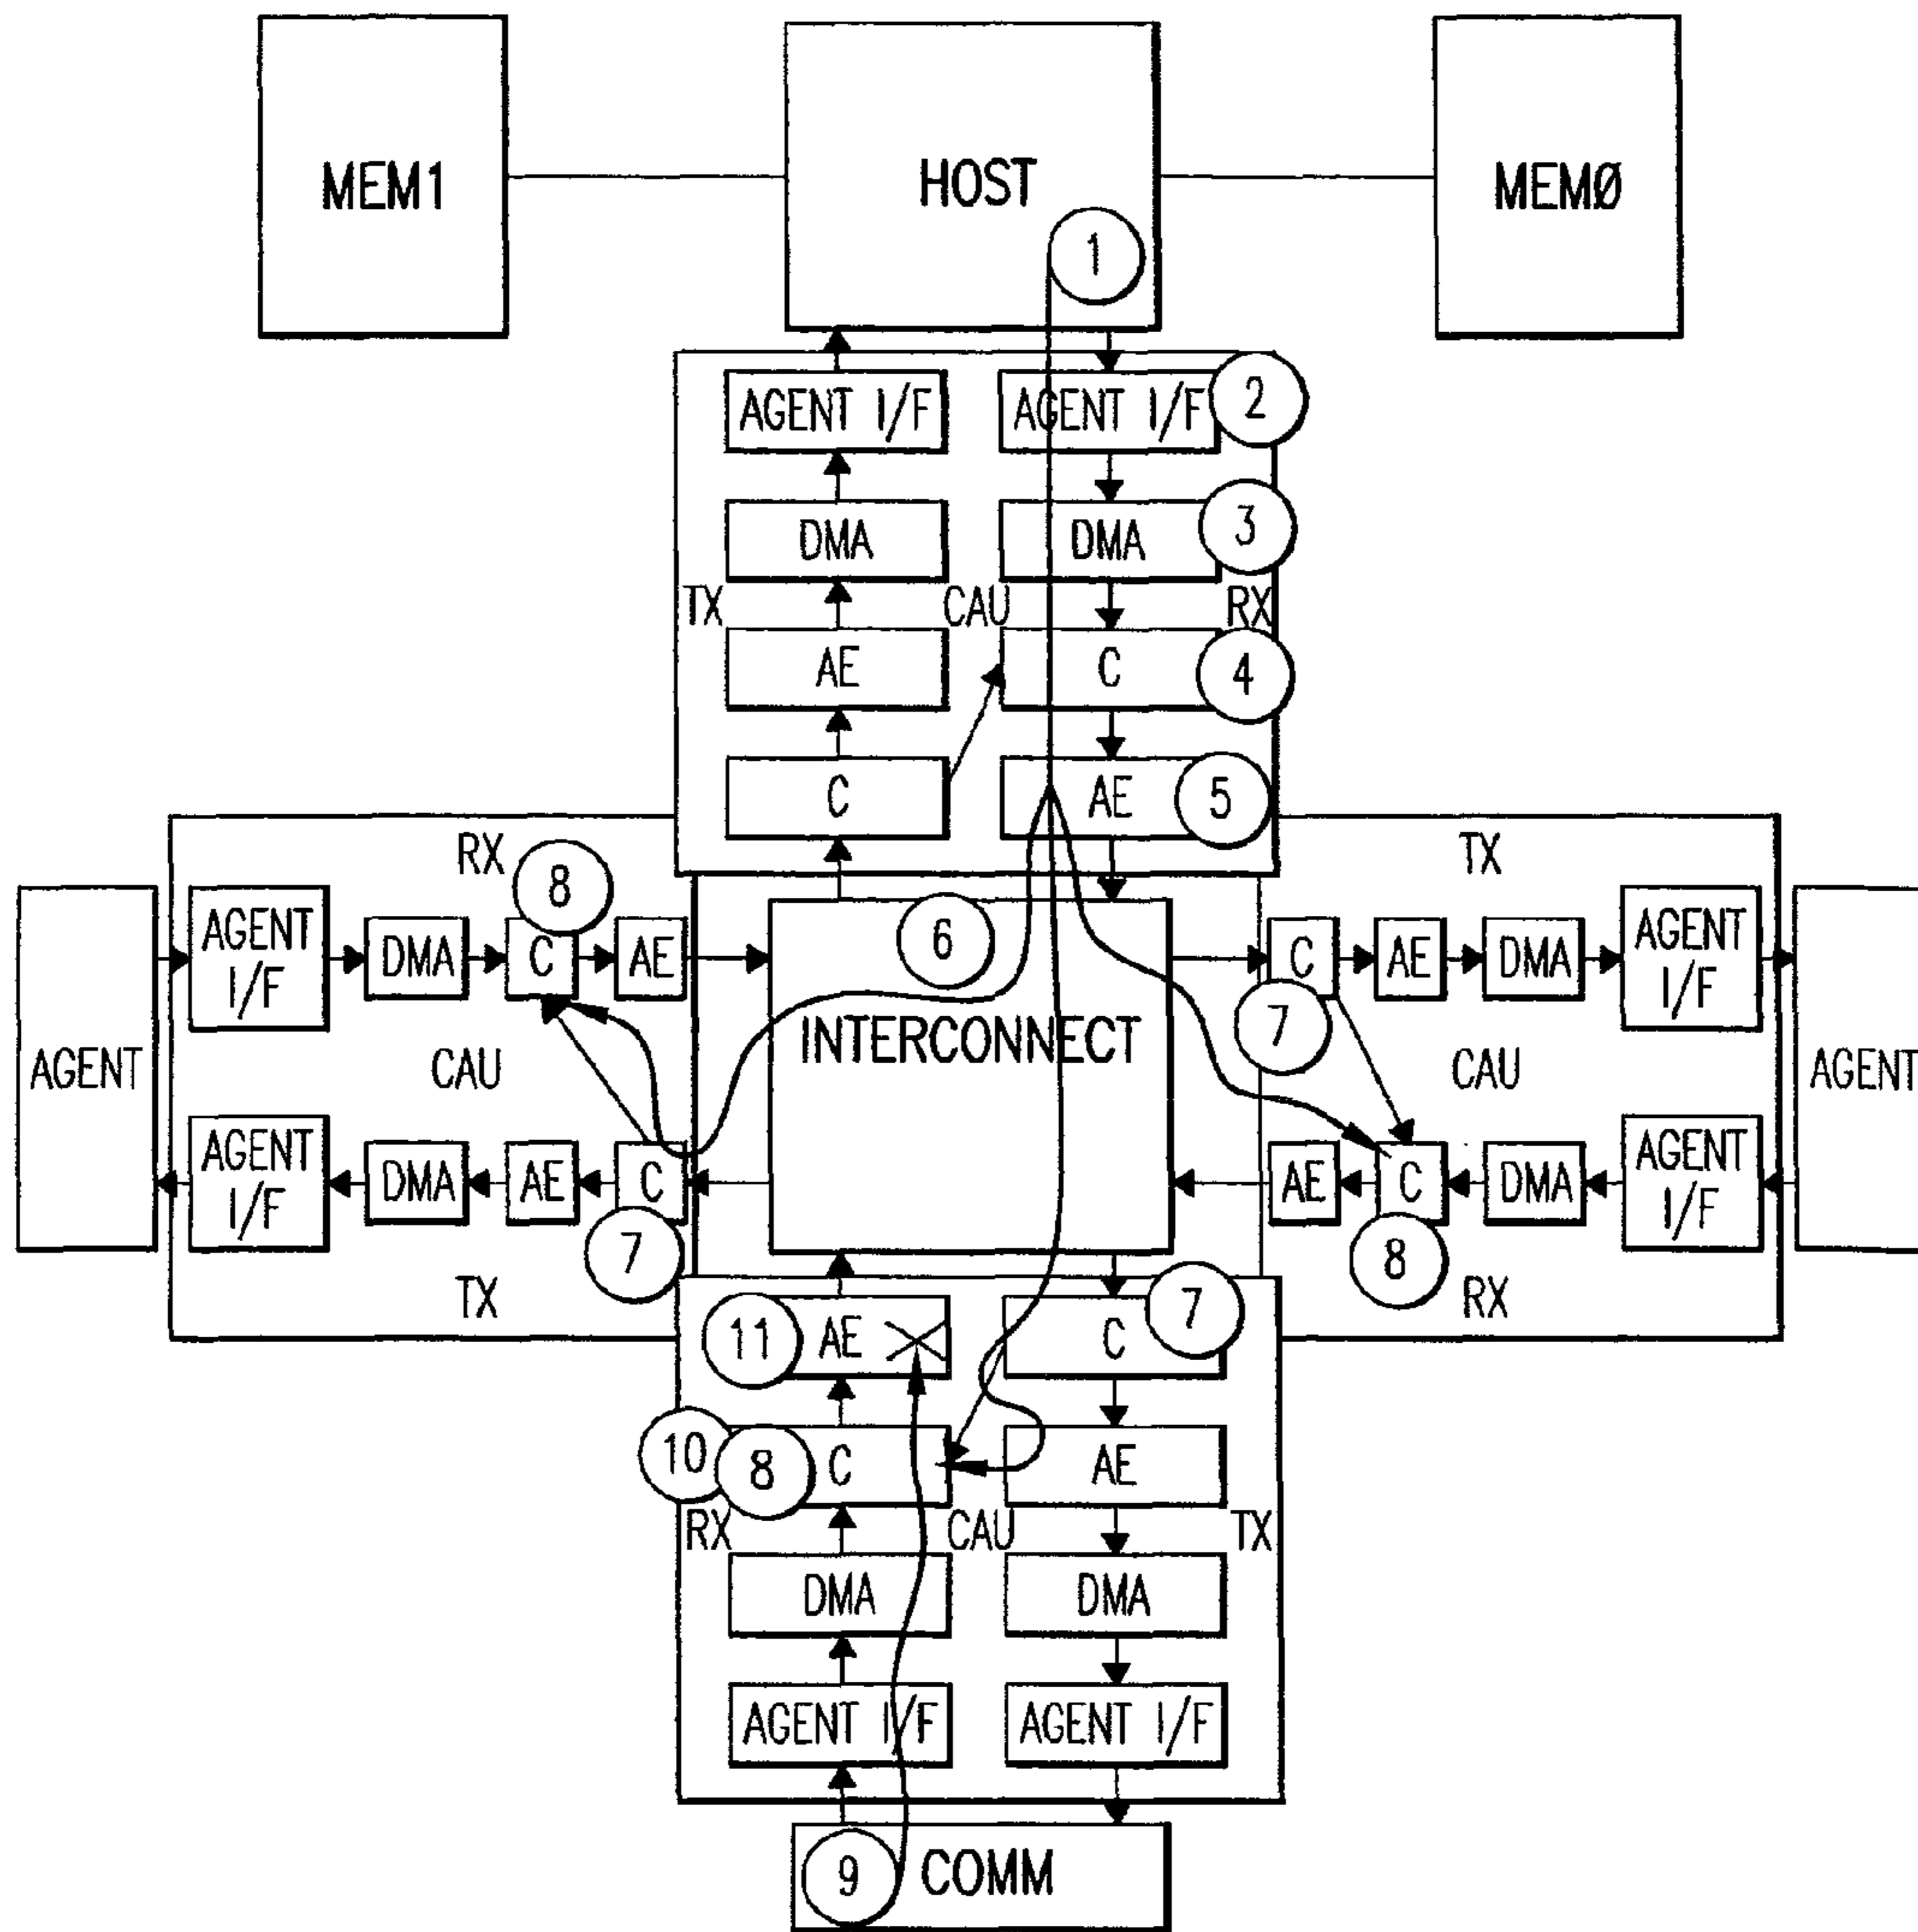 MEM1
HOST
MEMØ
1
AGENT I/F
AGENT I/F
2
DMA
DMA
3
TX
CAU
RX
AE
C
4
C
AE
5
RX
8
TX
AGENT
AGENT
I/F
DMA
C
AE
6
C
AE
DMA
AGENT
I/F
AGENT
CAU
INTERCONNECT
7
CAU
AGENT
I/F
DMA
AE
C
7
AE
C
DMA
AGENT
I/F
8
TX
RX
11
AE
C
7
10
8
C
AE
RX
CAU
TX
DMA
DMA
AGENT I/F
AGENT I/F
9
COMM